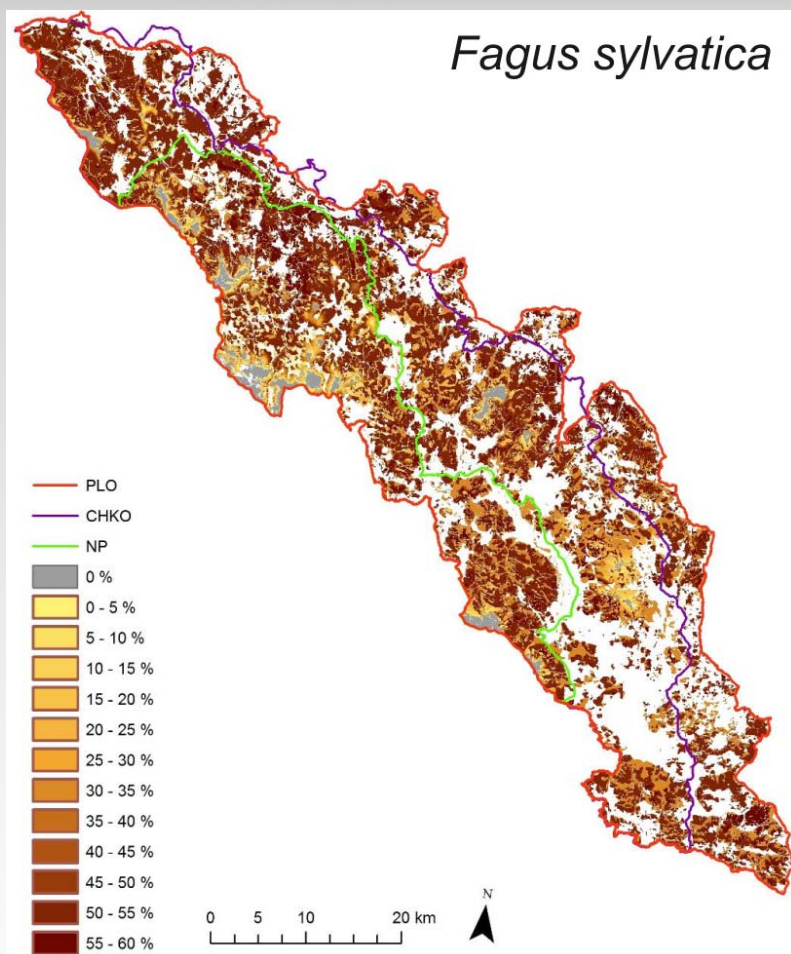 Fagus sylvatica
PLO
CHKO
NP
0 %
0 - 5 %
5 - 10 %
10 - 15 %
15 - 20 %
20 - 25 %
25 - 30 %
30 - 35 %
35 - 40 %
40 - 45 %
45 - 50 %
50 - 55 %
55 - 60 %
0 5 10 20 km
N